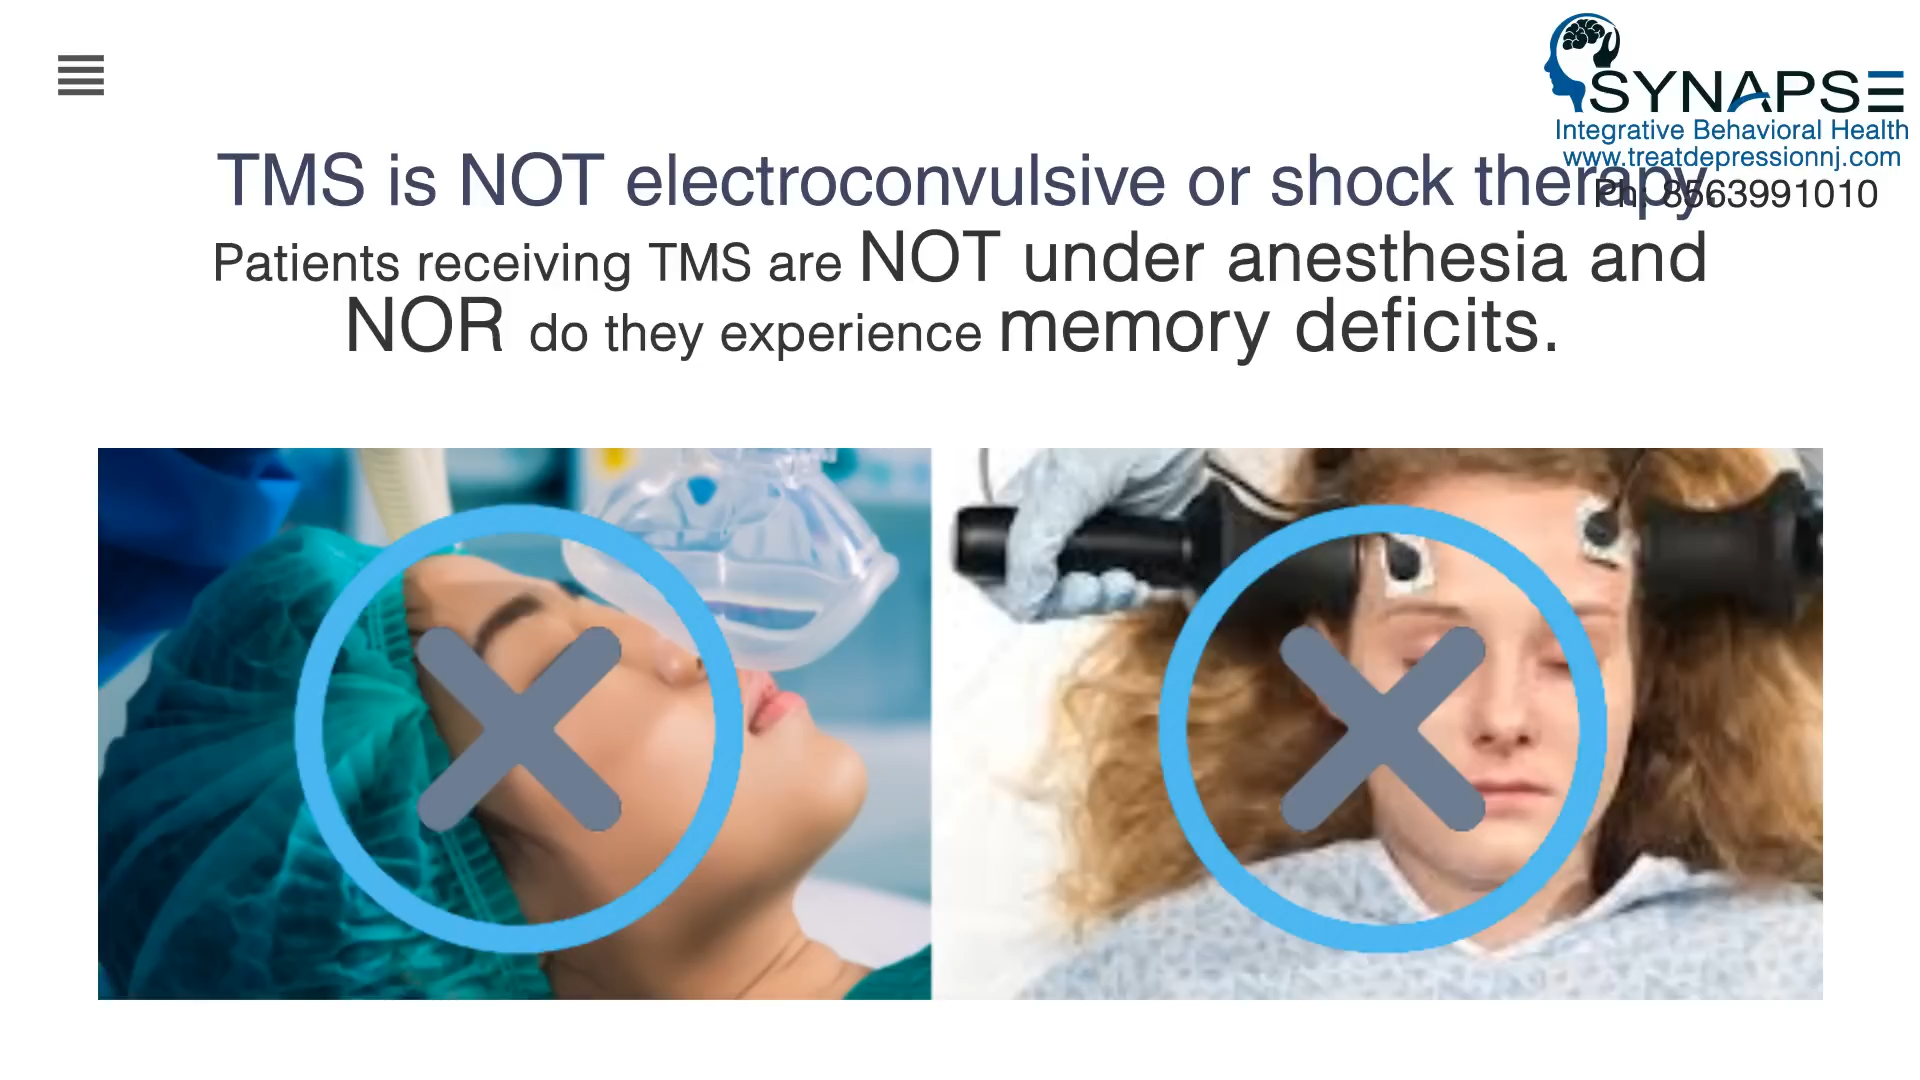 SYNAPSE
Integrative Behavioral Health
www.treatdepressionnj.com
Ph: 8563991010
TMS is NOT electroconvulsive or shock therapy.
Patients receiving TMS are NOT under anesthesia and
NOR do they experience memory deficits.